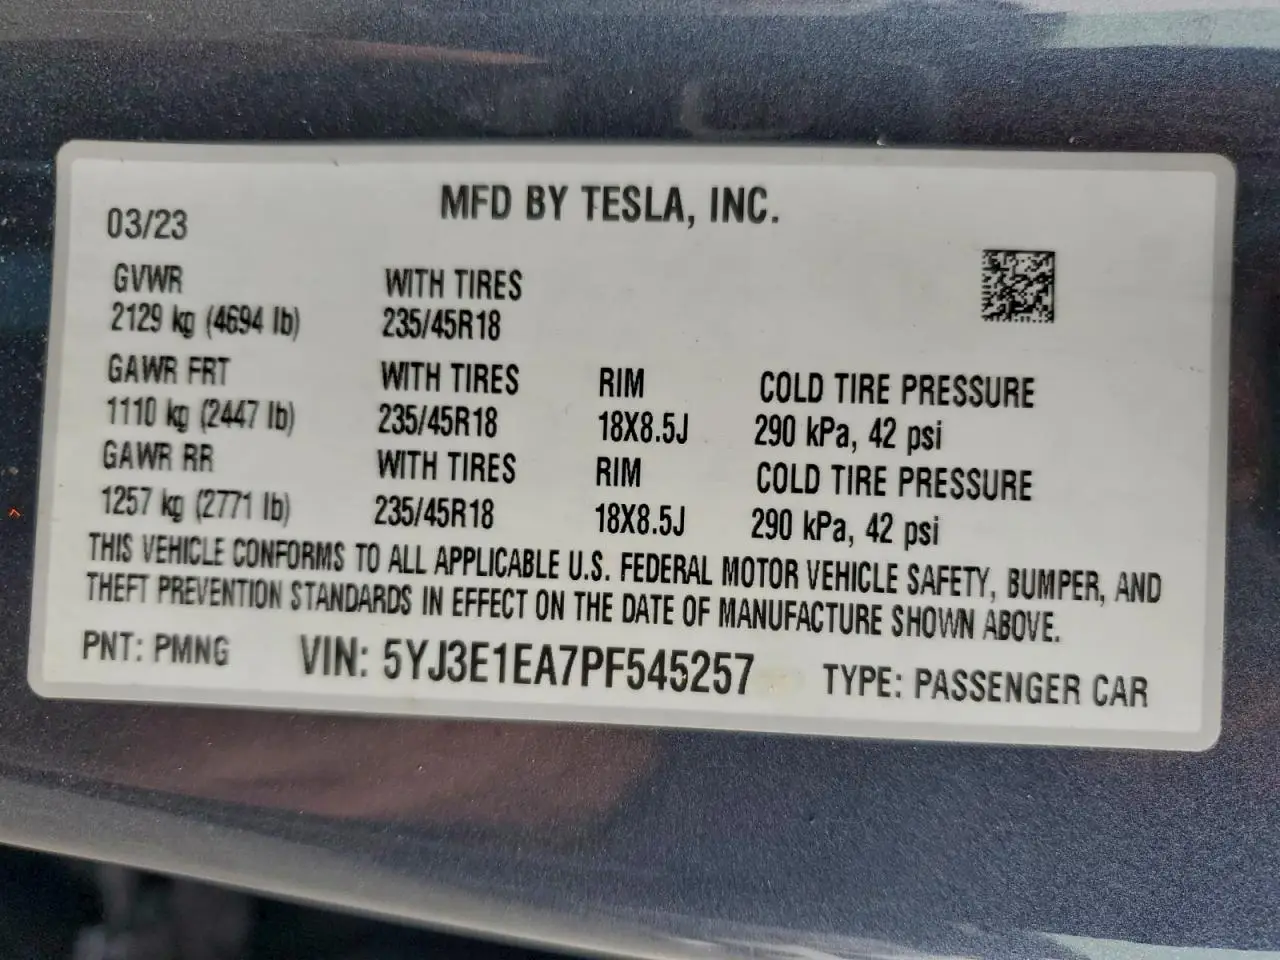 MFD BY TESLA, INC.
03/23
GVWR WITH TIRES
2129 kg (4694 lb) 235/45R18
GAWR FRT WITH TIRES RIM COLD TIRE PRESSURE
1110 kg (2447 lb) 235/45R18 18X8.5J 290 kPa, 42 psi
GAWR RR WITH TIRES RIM COLD TIRE PRESSURE
1257 kg (2771 lb) 235/45R18 18X8.5J 290 kPa, 42 psi
THIS VEHICLE CONFORMS TO ALL APPLICABLE U.S. FEDERAL MOTOR VEHICLE SAFETY, BUMPER, AND
THEFT PREVENTION STANDARDS IN EFFECT ON THE DATE OF MANUFACTURE SHOWN ABOVE.
PNT: PMNG VIN: 5YJ3E1EA7PF545257 TYPE: PASSENGER CAR